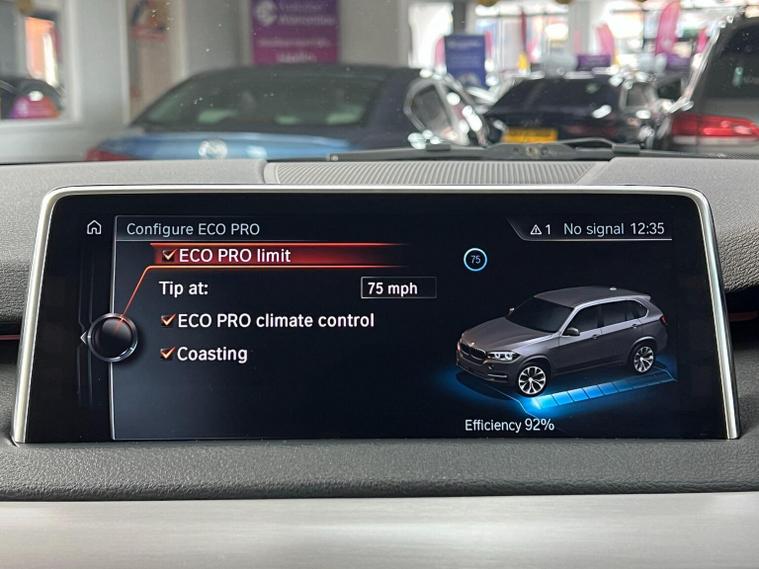 Configure ECO PRO
1 No signal 12:35
ECO PRO limit
75
Tip at: 75 mph
ECO PRO climate control
Coasting
Efficiency 92%